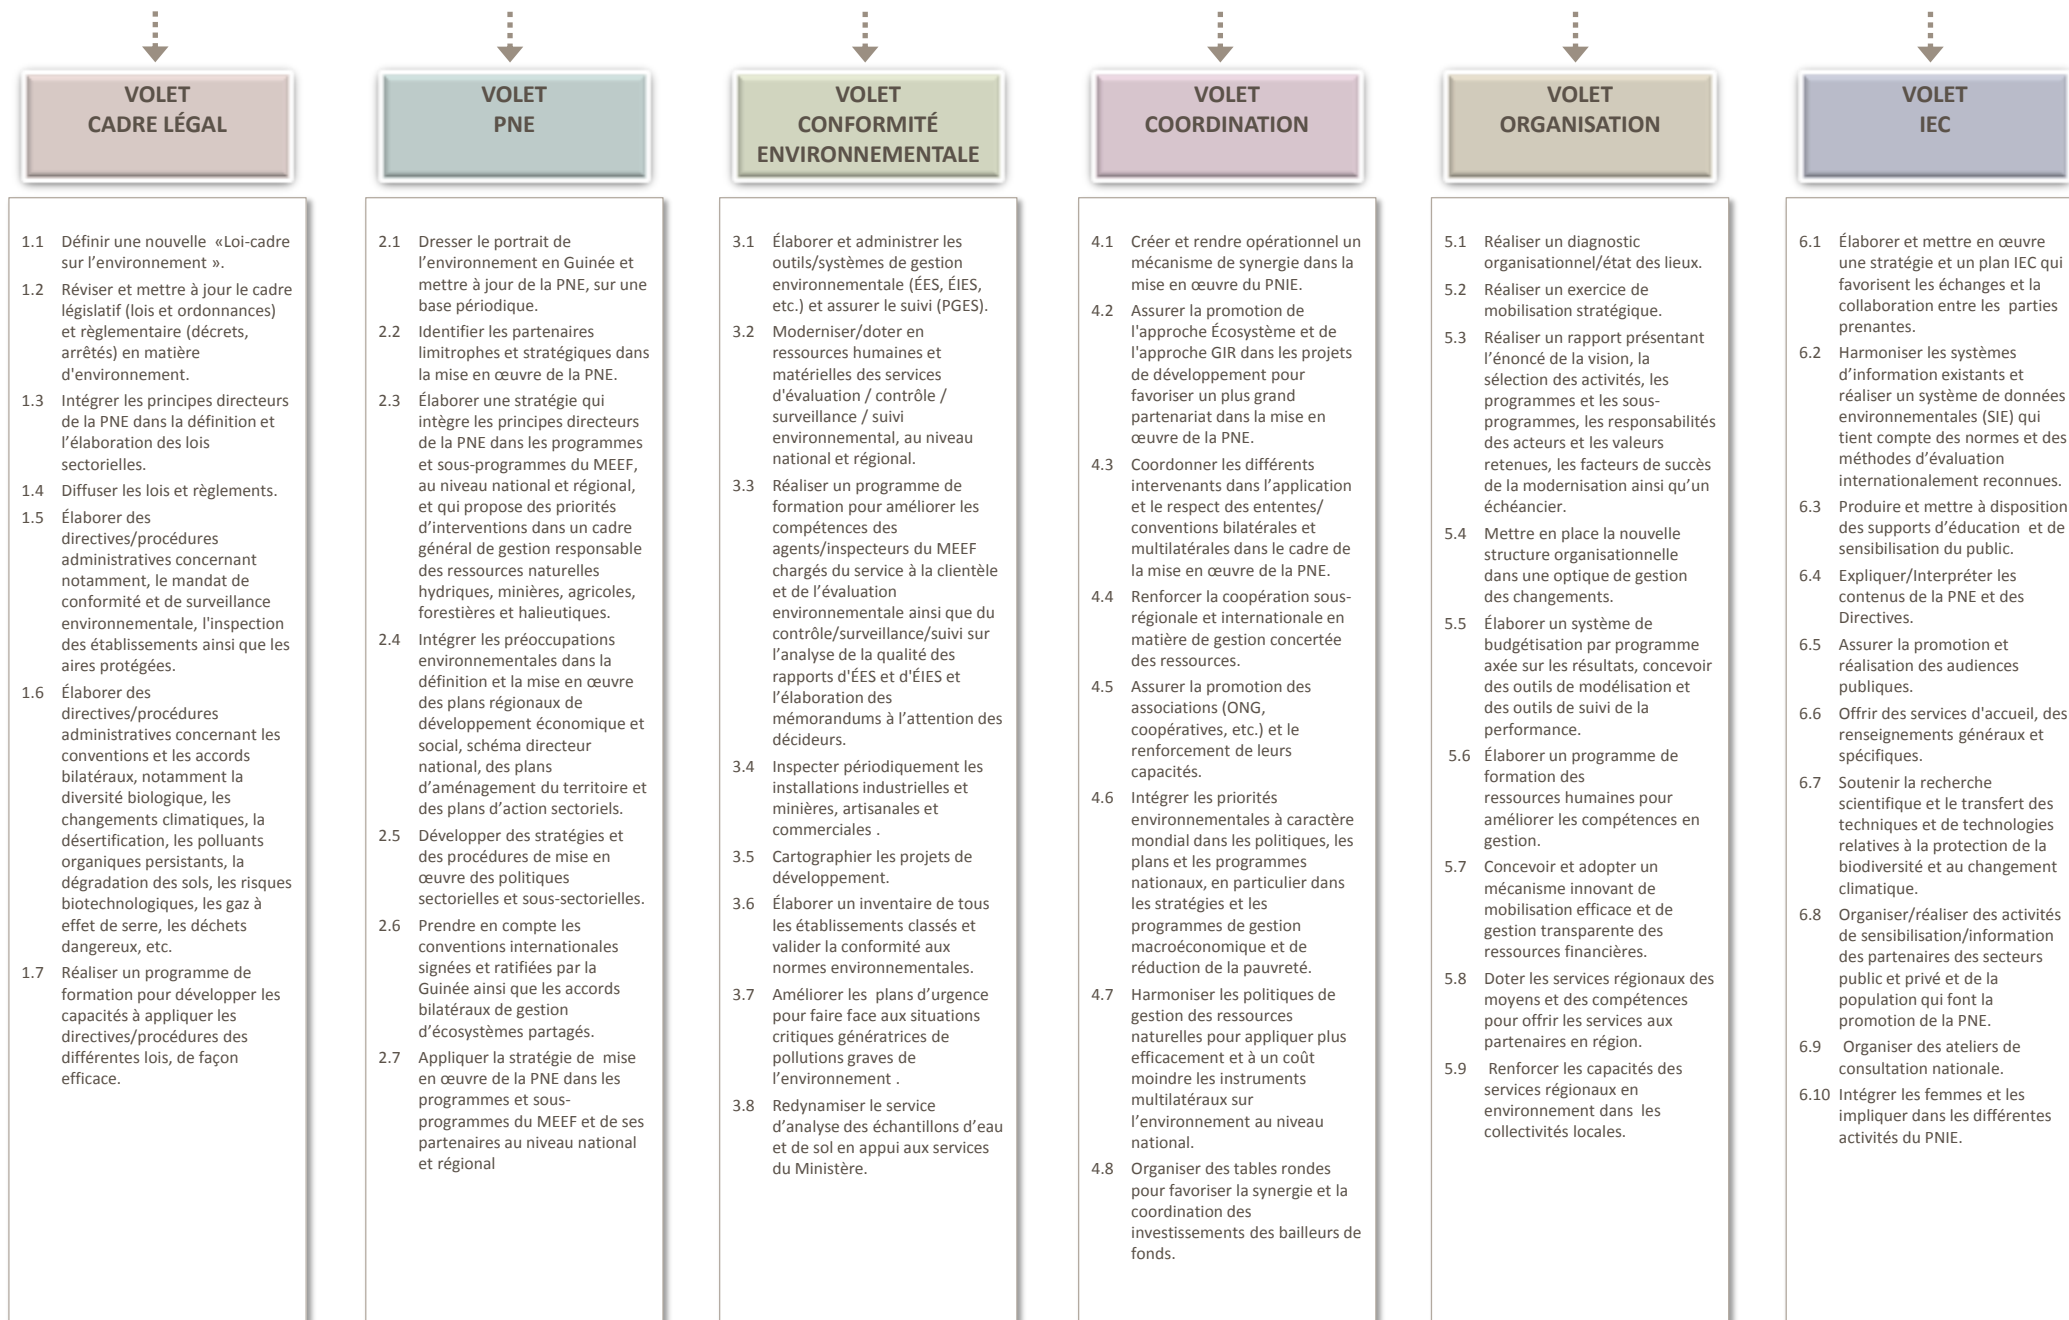 VOLET
CADRE LÉGAL
1.1 Définir une nouvelle «Loi-cadre
sur l'environnement ».
1.2 Réviser et mettre à jour le cadre
législatif (lois et ordonnances)
et règlementaire (décrets,
arrêtés) en matière
d'environnement.
1.3 Intégrer les principes directeurs
de la PNE dans la définition et
l'élaboration des lois
sectorielles.
1.4 Diffuser les lois et règlements.
1.5 Élaborer des
directives/procédures
administratives concernant
notamment, le mandat de
conformité et de surveillance
environnementale, l'inspection
des établissements ainsi que les
aires protégées.
1.6 Élaborer des
directives/procédures
administratives concernant les
conventions et les accords
bilatéraux, notamment la
diversité biologique, les
changements climatiques, la
désertification, les polluants
organiques persistants, la
dégradation des sols, les risques
biotechnologiques, les gaz à
effet de serre, les déchets
dangereux, etc.
1.7 Réaliser un programme de
formation pour développer les
capacités à appliquer les
directives/procédures des
différentes lois, de façon
efficace.
VOLET
PNE
2.1 Dresser le portrait de
l'environnement en Guinée et
mettre à jour de la PNE, sur une
base périodique.
2.2 Identifier les partenaires
limitrophes et stratégiques dans
la mise en œuvre de la PNE.
2.3 Élaborer une stratégie qui
intègre les principes directeurs
de la PNE dans les programmes
et sous-programmes du MEEF,
au niveau national et régional,
et qui propose des priorités
d'interventions dans un cadre
général de gestion responsable
des ressources naturelles
hydriques, minières, agricoles,
forestières et halieutiques.
2.4 Intégrer les préoccupations
environnementales dans la
définition et la mise en œuvre
des plans régionaux de
développement économique et
social, schéma directeur
national, des plans
d'aménagement du territoire et
des plans d'action sectoriels.
2.5 Développer des stratégies et
des procédures de mise en
œuvre des politiques
sectorielles et sous-sectorielles.
2.6 Prendre en compte les
conventions internationales
signées et ratifiées par la
Guinée ainsi que les accords
bilatéraux de gestion
d'écosystèmes partagés.
2.7 Appliquer la stratégie de mise
en œuvre de la PNE dans les
programmes et sous-
programmes du MEEF et de ses
partenaires au niveau national
et régional
VOLET
CONFORMITÉ
ENVIRONNEMENTALE
3.1 Élaborer et administrer les
outils/systèmes de gestion
environnementale (ÉES, ÉIES,
etc.) et assurer le suivi (PGES).
3.2 Moderniser/doter en
ressources humaines et
matérielles des services
d'évaluation / contrôle /
surveillance / suivi
environnemental, au niveau
national et régional.
3.3 Réaliser un programme de
formation pour améliorer les
compétences des
agents/inspecteurs du MEEF
chargés du service à la clientèle
et de l'évaluation
environnementale ainsi que du
contrôle/surveillance/suivi sur
l'analyse de la qualité des
rapports d'ÉES et d'ÉIES et
l'élaboration des
mémorandums à l'attention des
décideurs.
3.4 Inspecter périodiquement les
installations industrielles et
minières, artisanales et
commerciales .
3.5 Cartographier les projets de
développement.
3.6 Élaborer un inventaire de tous
les établissements classés et
valider la conformité aux
normes environnementales.
3.7 Améliorer les plans d'urgence
pour faire face aux situations
critiques génératrices de
pollutions graves de
l'environnement .
3.8 Redynamiser le service
d'analyse des échantillons d'eau
et de sol en appui aux services
du Ministère.
VOLET
COORDINATION
4.1 Créer et rendre opérationnel un
mécanisme de synergie dans la
mise en œuvre du PNIE.
4.2 Assurer la promotion de
l'approche Écosystème et de
l'approche GIR dans les projets
de développement pour
favoriser un plus grand
partenariat dans la mise en
œuvre de la PNE.
4.3 Coordonner les différents
intervenants dans l'application
et le respect des ententes/
conventions bilatérales et
multilatérales dans le cadre de
la mise en œuvre de la PNE.
4.4 Renforcer la coopération sous-
régionale et internationale en
matière de gestion concertée
des ressources.
4.5 Assurer la promotion des
associations (ONG,
coopératives, etc.) et le
renforcement de leurs
capacités.
4.6 Intégrer les priorités
environnementales à caractère
mondial dans les politiques, les
plans et les programmes
nationaux, en particulier dans
les stratégies et les
programmes de gestion
macroéconomique et de
réduction de la pauvreté.
4.7 Harmoniser les politiques de
gestion des ressources
naturelles pour appliquer plus
efficacement et à un coût
moindre les instruments
multilatéraux sur
l'environnement au niveau
national.
4.8 Organiser des tables rondes
pour favoriser la synergie et la
coordination des
investissements des bailleurs de
fonds.
VOLET
ORGANISATION
5.1 Réaliser un diagnostic
organisationnel/état des lieux.
5.2 Réaliser un exercice de
mobilisation stratégique.
5.3 Réaliser un rapport présentant
l'énoncé de la vision, la
sélection des activités, les
programmes et les sous-
programmes, les responsabilités
des acteurs et les valeurs
retenues, les facteurs de succès
de la modernisation ainsi qu'un
échéancier.
5.4 Mettre en place la nouvelle
structure organisationnelle
dans une optique de gestion
des changements.
5.5 Élaborer un système de
budgétisation par programme
axée sur les résultats, concevoir
des outils de modélisation et
des outils de suivi de la
performance.
5.6 Élaborer un programme de
formation des
ressources humaines pour
améliorer les compétences en
gestion.
5.7 Concevoir et adopter un
mécanisme innovant de
mobilisation efficace et de
gestion transparente des
ressources financières.
5.8 Doter les services régionaux des
moyens et des compétences
pour offrir les services aux
partenaires en région.
5.9 Renforcer les capacités des
services régionaux en
environnement dans les
collectivités locales.
VOLET
IEC
6.1 Élaborer et mettre en œuvre
une stratégie et un plan IEC qui
favorisent les échanges et la
collaboration entre les parties
prenantes.
6.2 Harmoniser les systèmes
d'information existants et
réaliser un système de données
environnementales (SIE) qui
tient compte des normes et des
méthodes d'évaluation
internationalement reconnues.
6.3 Produire et mettre à disposition
des supports d'éducation et de
sensibilisation du public.
6.4 Expliquer/Interpréter les
contenus de la PNE et des
Directives.
6.5 Assurer la promotion et
réalisation des audiences
publiques.
6.6 Offrir des services d'accueil, des
renseignements généraux et
spécifiques.
6.7 Soutenir la recherche
scientifique et le transfert des
techniques et de technologies
relatives à la protection de la
biodiversité et au changement
climatique.
6.8 Organiser/réaliser des activités
de sensibilisation/information
des partenaires des secteurs
public et privé et de la
population qui font la
promotion de la PNE.
6.9 Organiser des ateliers de
consultation nationale.
6.10 Intégrer les femmes et les
impliquer dans les différentes
activités du PNIE.